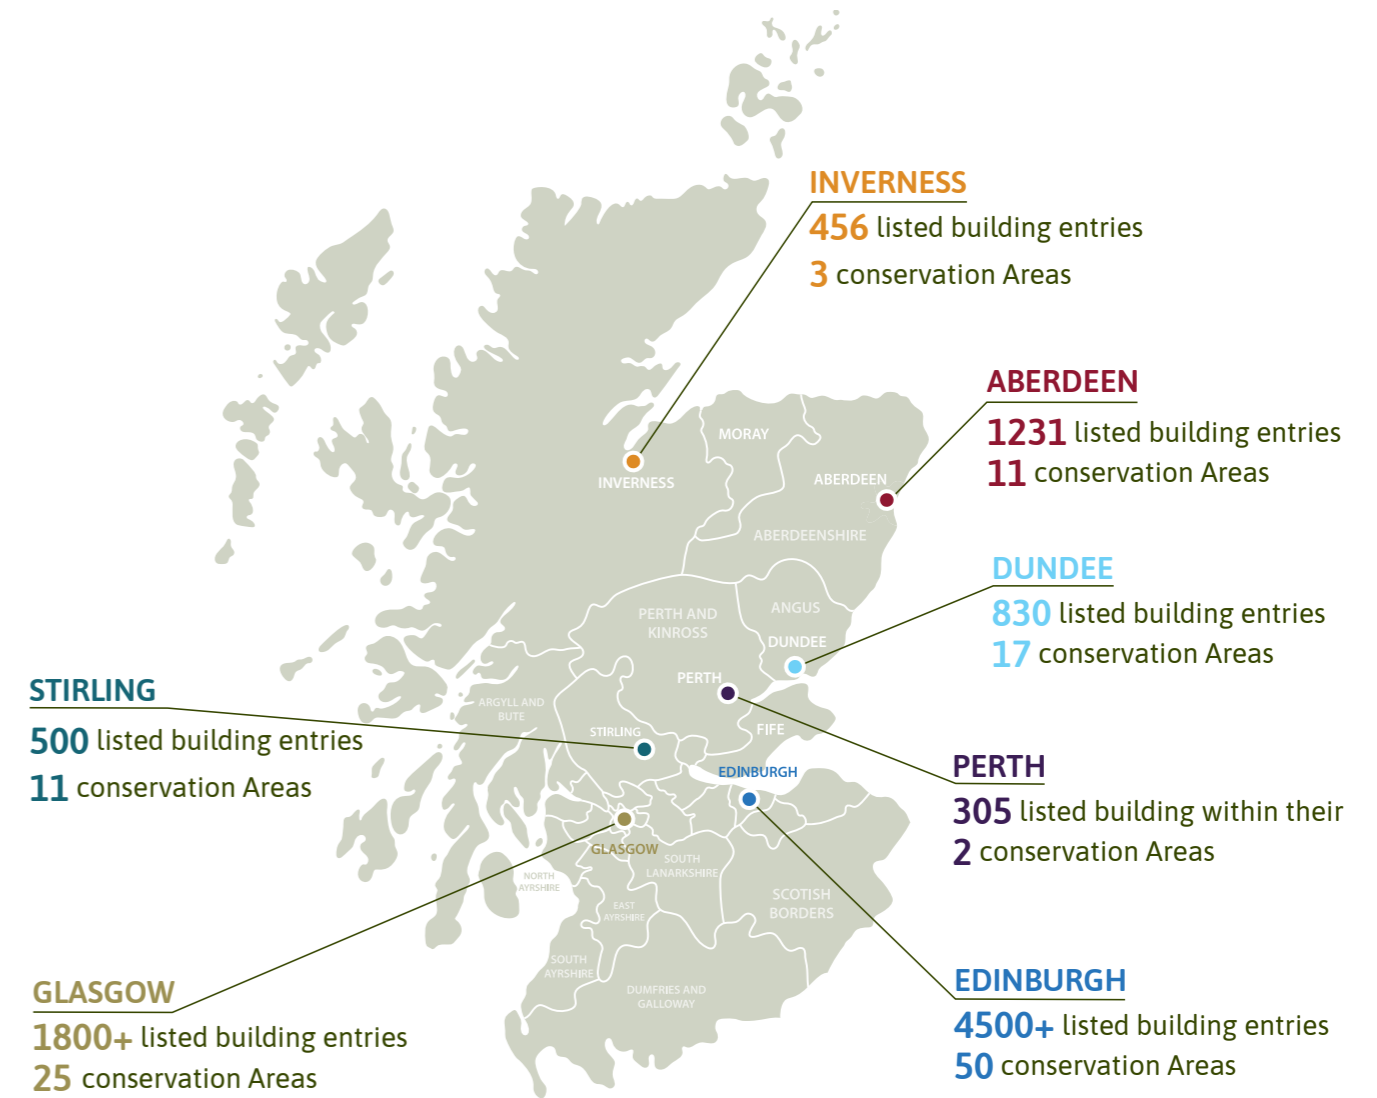 INVERNESS
456 listed building entries
3 conservation Areas
ABERDEEN
1231 listed building entries
11 conservation Areas
DUNDEE
830 listed building entries
17 conservation Areas
PERTH
305 listed building within their
2 conservation Areas
EDINBURGH
4500+ listed building entries
50 conservation Areas
STIRLING
500 listed building entries
11 conservation Areas
GLASGOW
1800+ listed building entries
25 conservation Areas
MORAY
INVERNESS
ABERDEEN
ABERDEENSHIRE
PERTH AND
KINROSS
ANGUS
DUNDEE
PERTH
ARGYLL AND
BUTE
STIRLING
FIFE
EDINBURGH
GLASGOW
SOUTH
LANARKSHIRE
NORTH
AYRSHIRE
EAST
AYRSHIRE
SCOTISH
BORDERS
SOUTH
AYRSHIRE
DUMFRIES AND
GALLOWAY